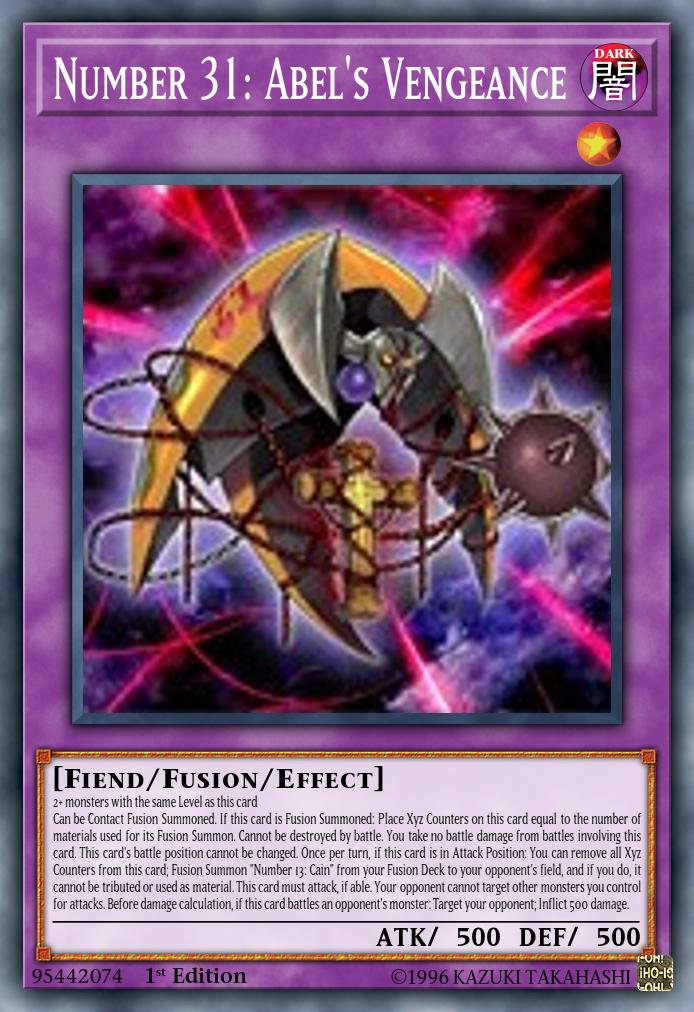 Number 31: Abel's Vengeance
DARK
闇
[Fiend/Fusion/Effect]
2+ monsters with the same Level as this card
Can be Contact Fusion Summoned. If this card is Fusion Summoned: Place Xyz Counters on this card equal to the number of
materials used for its Fusion Summon. Cannot be destroyed by battle. You take no battle damage from battles involving this
card. This card's battle position cannot be changed. Once per turn, if this card is in Attack Position: You can remove all Xyz
Counters from this card; Fusion Summon "Number 13: Cain" from your Fusion Deck to your opponent's field, and if you do, it
cannot be tributed or used as material. This card must attack, if able. Your opponent cannot target other monsters you control
for attacks. Before damage calculation, if this card battles an opponent's monster: Target your opponent; Inflict 500 damage.
ATK/ 500 DEF/ 500
95442074 1st Edition ©1996 KAZUKI TAKAHASHI